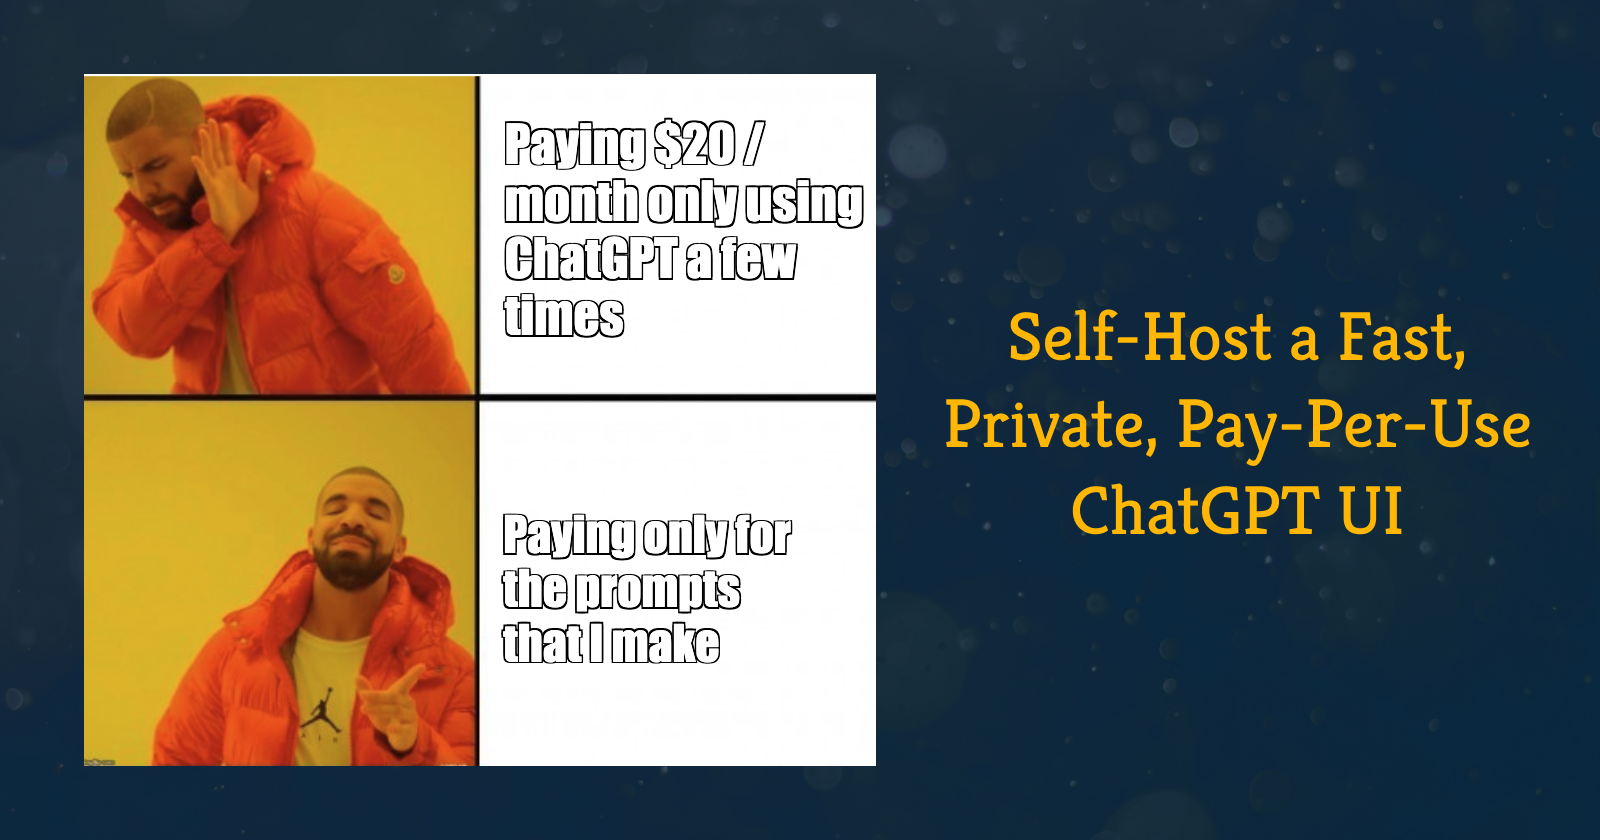 Paying $20 /
month only using
ChatGPT a few
times
Paying only for
the prompts
that I make
Self-Host a Fast,
Private, Pay-Per-Use
ChatGPT UI